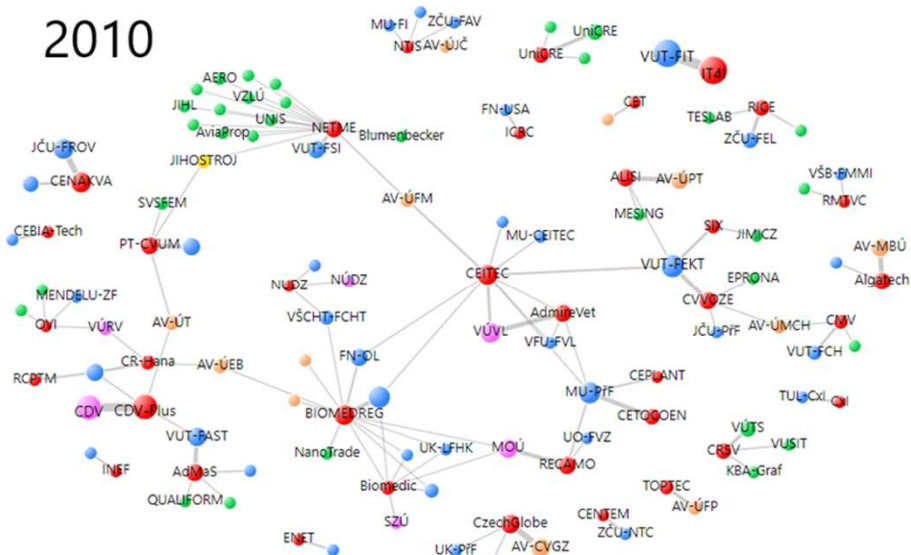 2010
MU-FI
ZČU-FAV
NTIS
AV-ÚJČ
UniCRE
UniCRE
VUT-FIT
IT4I
AERO
VZLÚ
JIHL
UNIS
AviaProp
NETME
Blumenbecker
VUT-FSI
JIHOSTROJ
FN-USA
ICRC
CET
TESLAB
RICE
ZČU-FEL
JČU-FROV
CENAKVA
SVSFEM
AV-ÚFM
ALISI
AV-ÚPT
MESING
VŠB-FMMI
RMTVC
CEBIA-Tech
PT-CVUM
MU-CEITEC
SIX
JIMICZ
AV-MBÚ
CEITEC
VUT-FEKT
EPRONA
Algatech
NUDZ
NÚDZ
MENDELU-ZF
OVI
VÚRV
AV-ÚT
VŠCHT-FCHT
VÚVL
AdmireVet
CVVOZE
JČU-PřF
AV-ÚMCH
CMV
VFU-FVL
FN-OL
VUT-FCH
CR-Hana
AV-ÚEB
RCPTM
MU-PřF
CEPLANT
TUL-CxI
CxI
CDV
CDV-Plus
BIOMEDREG
CETOCOEN
VUT-FAST
NanoTrade
UK-LFHK
MOÚ
UO-FVZ
RECAMO
VÚTS
CRSV
VUSIT
KBA-Graf
INEF
AdMaS
QUALIFORM
Biomedic
SZÚ
TOPTEC
AV-ÚFP
ENET
CzechGlobe
CENTEM
ZČU-NTC
UK-PřF
AV-CVGZ